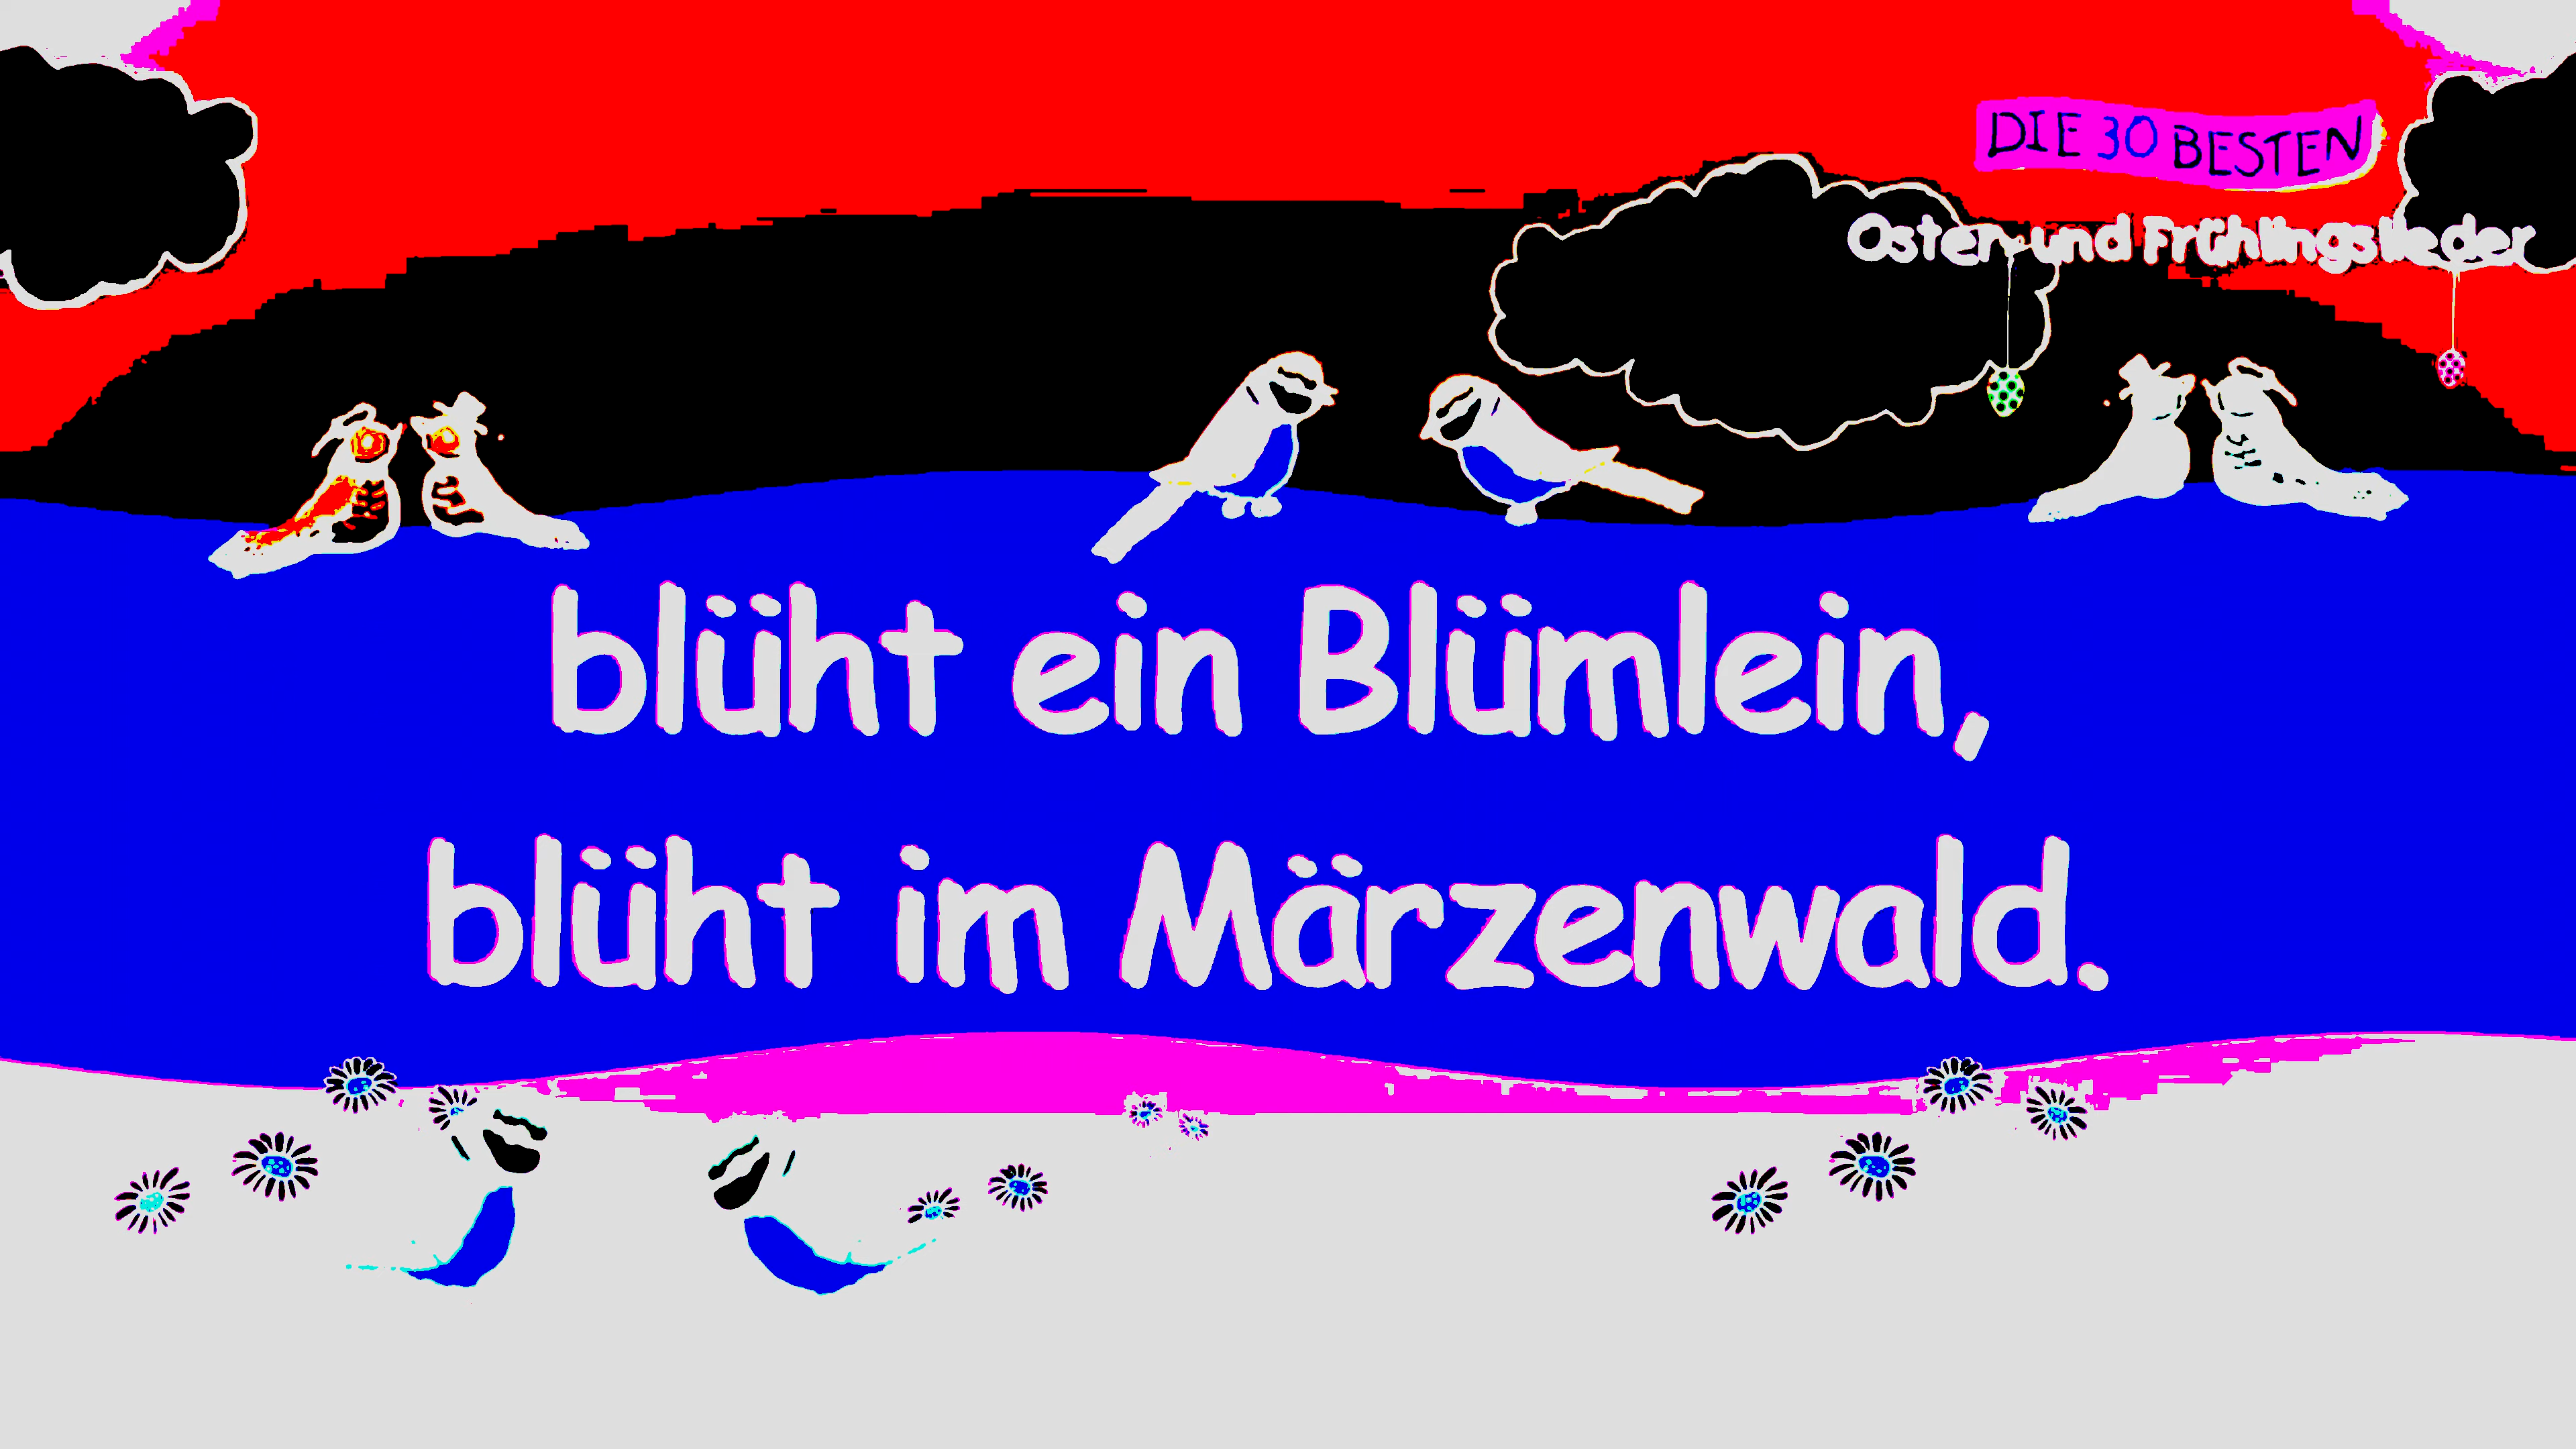 DIE 30 BESTEN
Oster- und Frühlingslieder
blüht ein Blümlein,
blüht im Märzenwald.